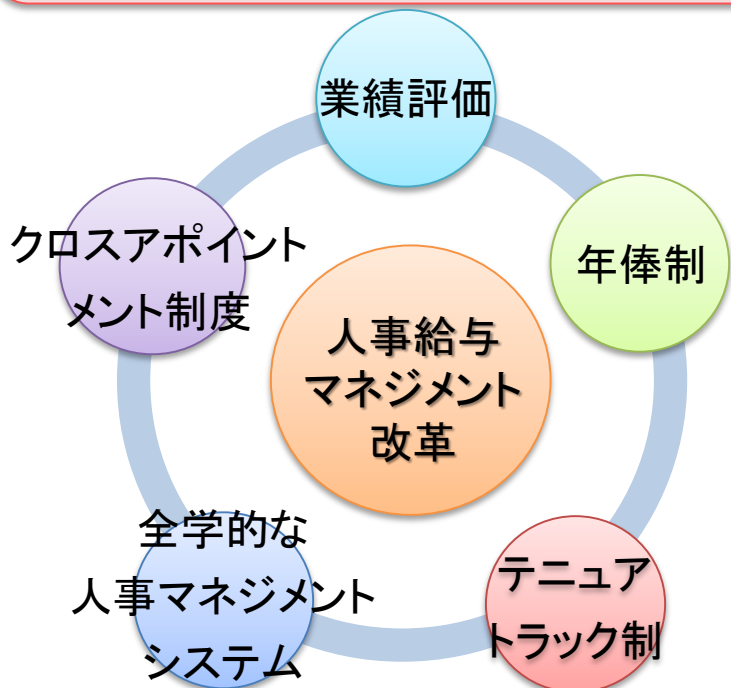 業績評価
年俸制
クロスアポイント
メント制度
人事給与
マネジメント
改革
全学的な
人事マネジメント
システム
テニュア
トラック制